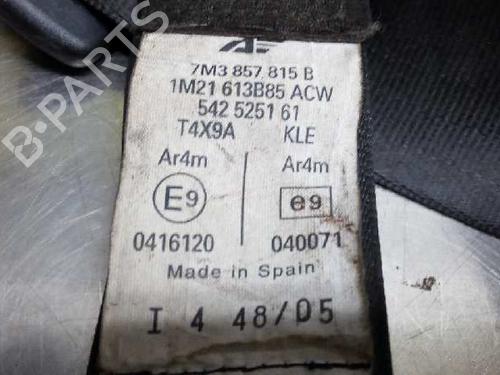 7M3 857 815 B
1M21 613B85 ACW
542 5251 61
T4X9A KLE
Ar4m Ar4m
E9 e9
0416120 040071
Made in Spain
I 4 48/05